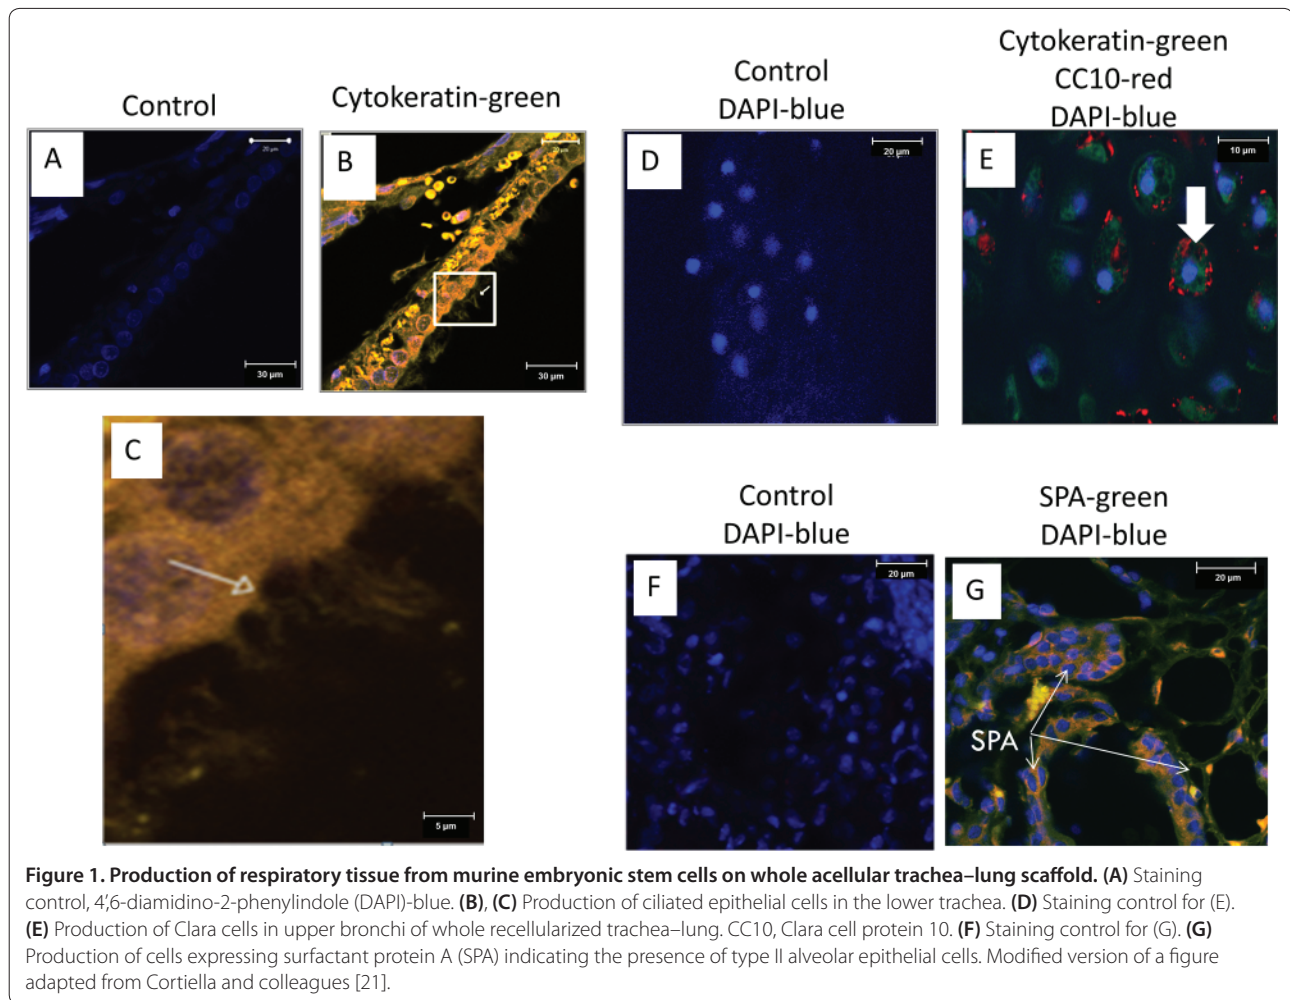 Control
A
20 µm
30 µm
Cytokeratin-green
B
20 µm
30 µm
C
5 µm
Control
DAPI-blue
D
20 µm
Cytokeratin-green
CC10-red
DAPI-blue
E
10 µm
Control
DAPI-blue
F
20 µm
SPA-green
DAPI-blue
G
20 µm
SPA
Figure 1. Production of respiratory tissue from murine embryonic stem cells on whole acellular trachea–lung scaffold. (A) Staining
control, 4′,6-diamidino-2-phenylindole (DAPI)-blue. (B), (C) Production of ciliated epithelial cells in the lower trachea. (D) Staining control for (E).
(E) Production of Clara cells in upper bronchi of whole recellularized trachea–lung. CC10, Clara cell protein 10. (F) Staining control for (G). (G)
Production of cells expressing surfactant protein A (SPA) indicating the presence of type II alveolar epithelial cells. Modified version of a figure
adapted from Cortiella and colleagues [21].